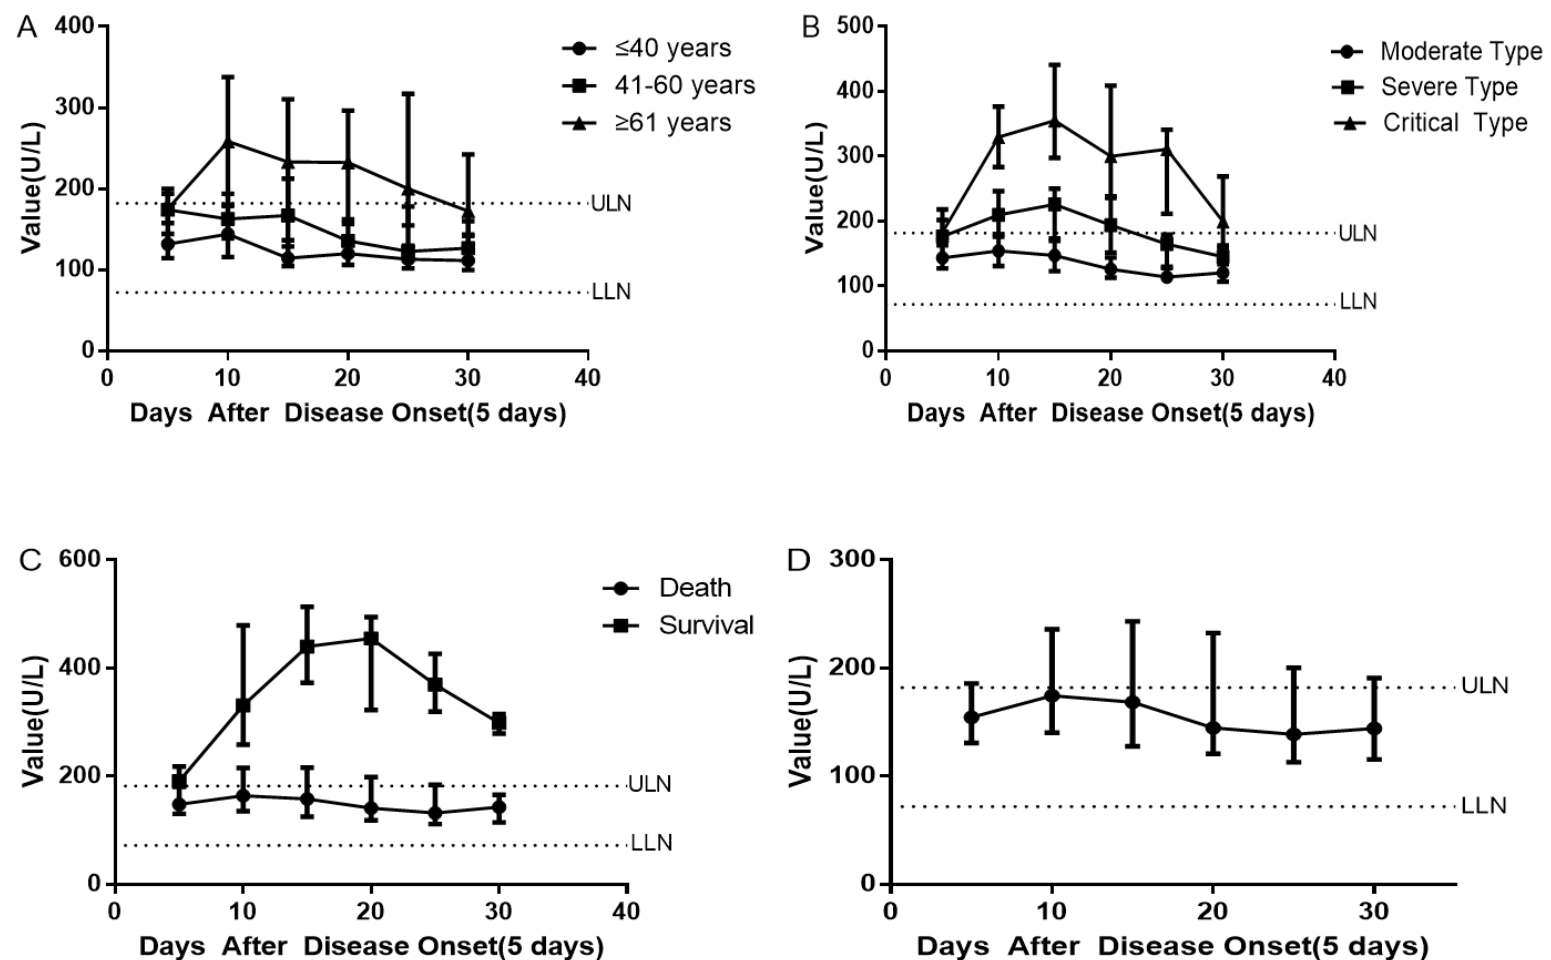 A
400
300
200
100
0
Value(U/L)
≤40 years
41-60 years
≥61 years
ULN
LLN
0 10 20 30 40
Days After Disease Onset(5 days)
B
500
400
300
200
100
0
Value(U/L)
Moderate Type
Severe Type
Critical Type
ULN
LLN
0 10 20 30 40
Days After Disease Onset(5 days)
C
600
400
200
0
Value(U/L)
Death
Survival
ULN
LLN
0 10 20 30 40
Days After Disease Onset(5 days)
D
300
200
100
0
Value(U/L)
ULN
LLN
0 10 20 30
Days After Disease Onset(5 days)